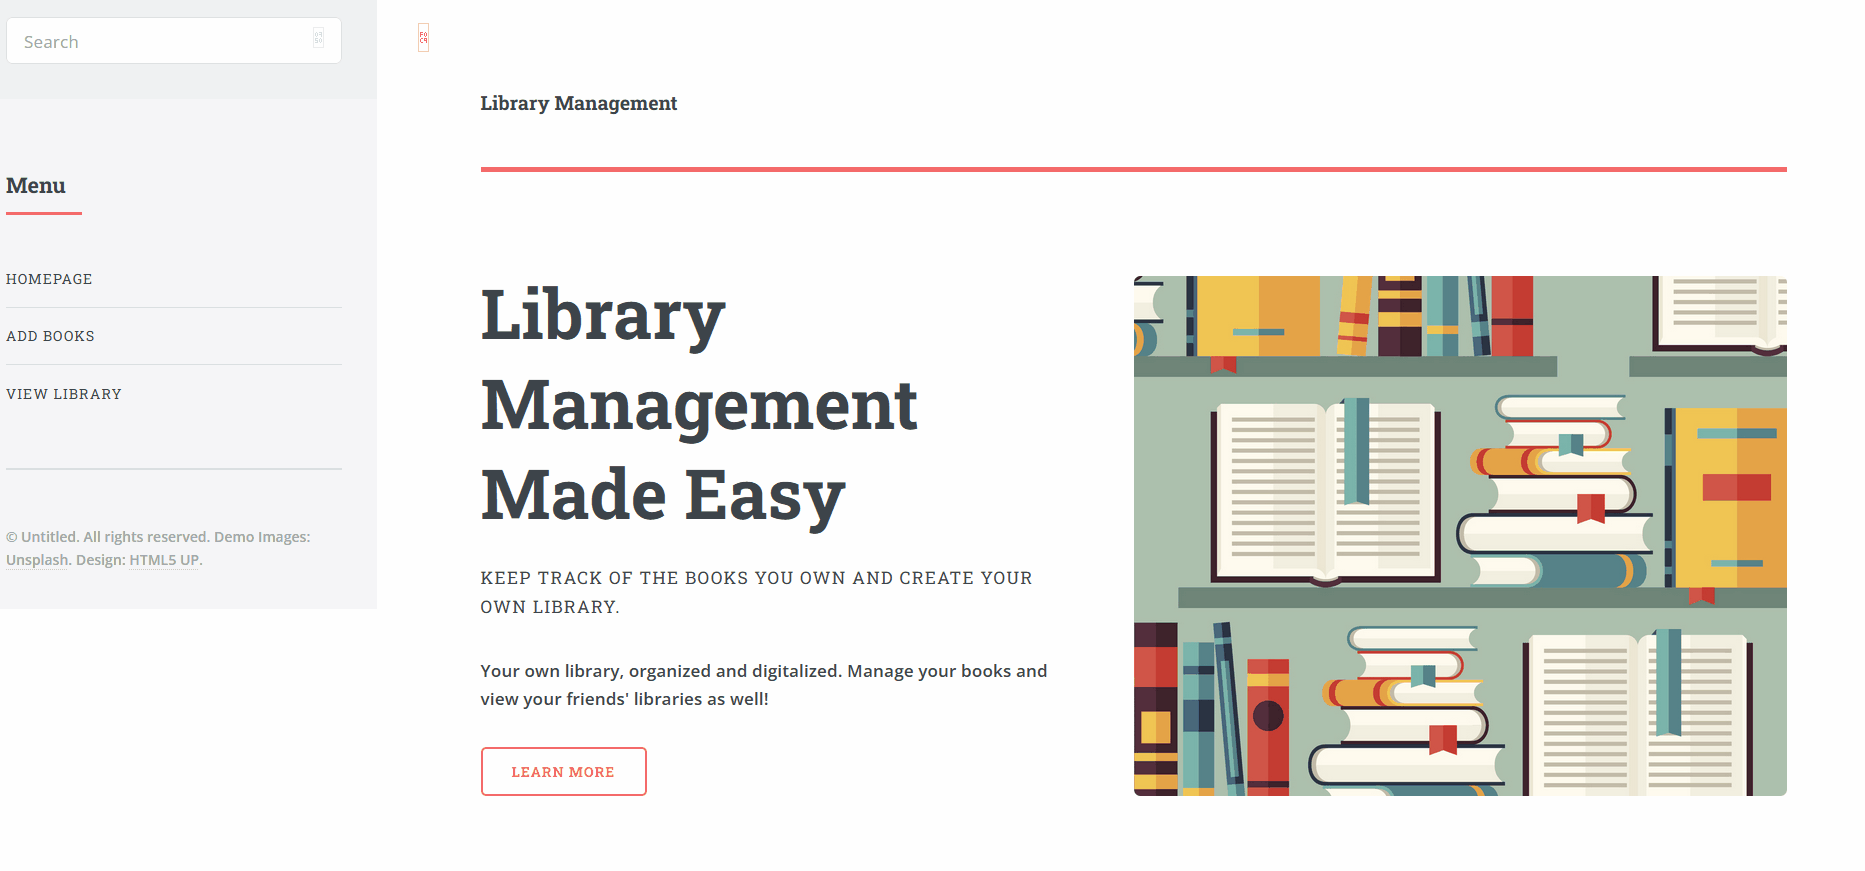 Search
Menu
HOMEPAGE
ADD BOOKS
VIEW LIBRARY
© Untitled. All rights reserved. Demo Images:
Unsplash. Design: HTML5 UP.
Library Management
Library
Management
Made Easy
KEEP TRACK OF THE BOOKS YOU OWN AND CREATE YOUR
OWN LIBRARY.
Your own library, organized and digitalized. Manage your books and
view your friends' libraries as well!
LEARN MORE